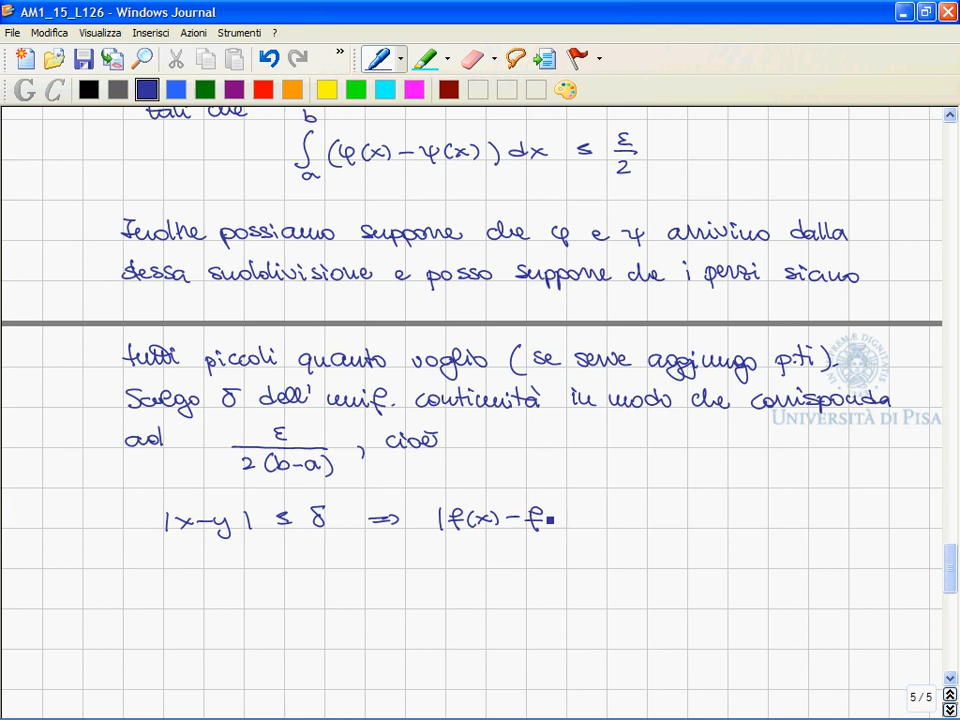 AM1_15_L126 - Windows Journal
File Modifica Visualizza Inserisci Azioni Strumenti ?
G C
tali che
∫_a^b (φ(x) - ψ(x)) dx ≤ ε/2
Inoltre possiamo supporre che φ e ψ arrivino dalla
stessa suddivisione e posso supporre che i pezzi siano
tutti piccoli quanto voglio (se serve aggiungo p.ti).
Scelgo δ dell' unif. continuità in modo che corrisponda
UNIVERSITÀ DI PISA
ad ε / 2(b-a) , cioè
|x-y| ≤ δ ⇒ |f(x) - f
5 / 5